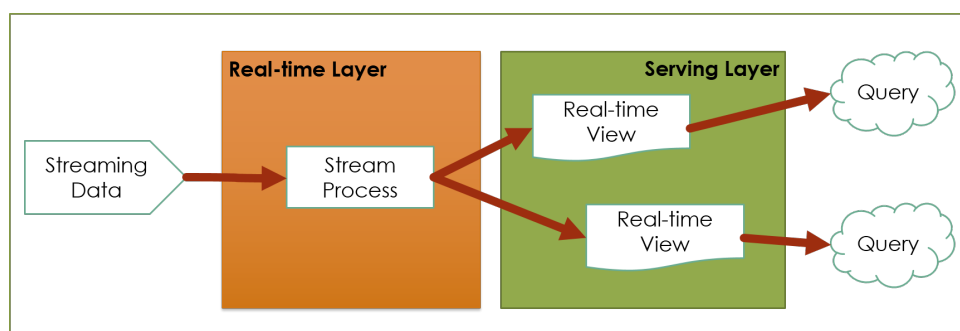 Real-time Layer
Serving Layer
Streaming
Data
Stream
Process
Real-time
View
Query
Real-time
View
Query